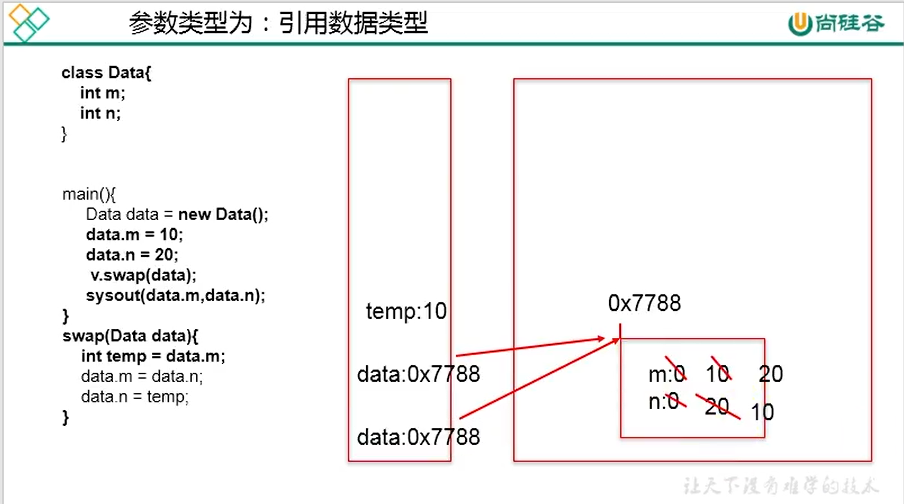 参数类型为：引用数据类型
尚硅谷
class Data{
int m;
int n;
}
main(){
Data data = new Data();
data.m = 10;
data.n = 20;
v.swap(data);
sysout(data.m,data.n);
}
swap(Data data){
int temp = data.m;
data.m = data.n;
data.n = temp;
}
temp:10
data:0x7788
data:0x7788
0x7788
m:0 10 20
n:0 20 10
让天下没有难学的技术